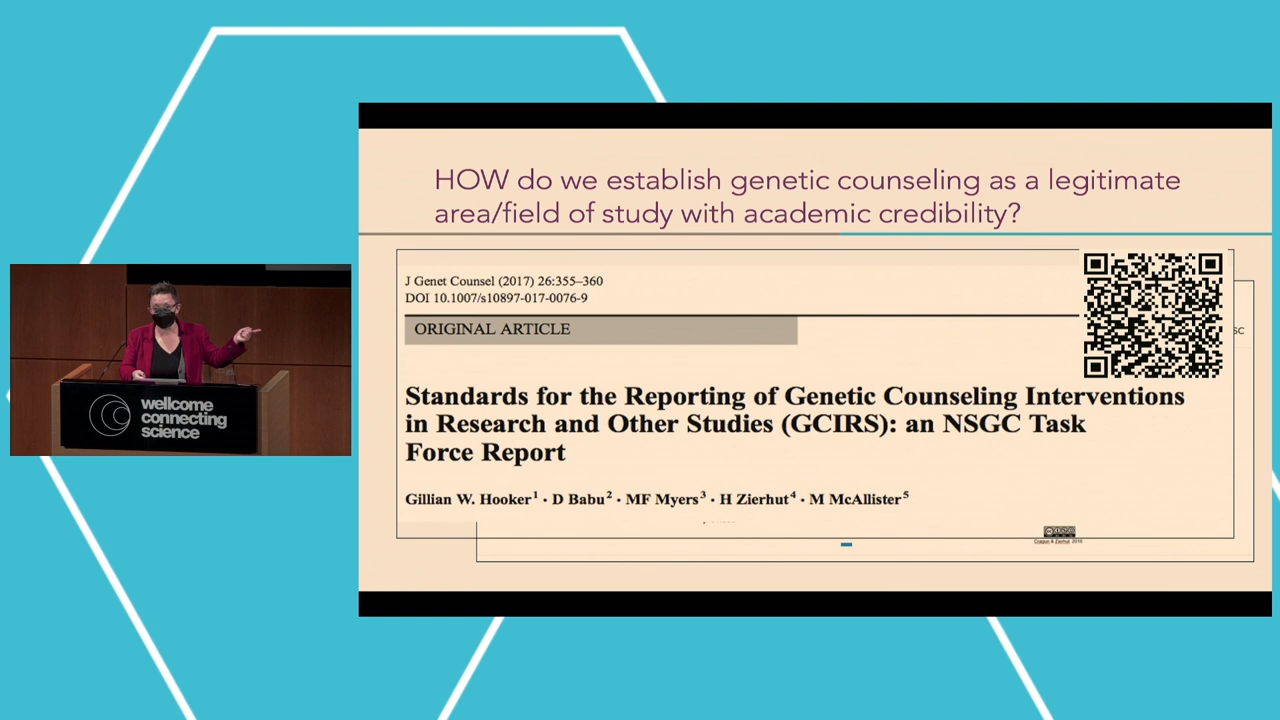 HOW do we establish genetic counseling as a legitimate
area/field of study with academic credibility?
J Genet Counsel (2017) 26:355–360
DOI 10.1007/s10897-017-0076-9
ORIGINAL ARTICLE
SC
Standards for the Reporting of Genetic Counseling Interventions
in Research and Other Studies (GCIRS): an NSGC Task
Force Report
Gillian W. Hooker1 · D Babu2 · MF Myers3 · H Zierhut4 · M McAllister5
wellcome
connecting
science